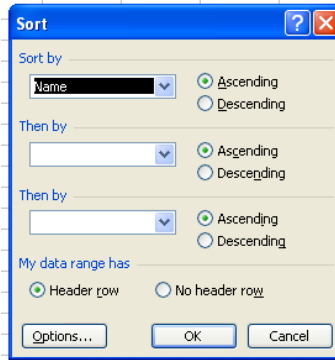 Sort
Sort by
Name
Ascending
Descending
Then by
Ascending
Descending
Then by
Ascending
Descending
My data range has
Header row
No header row
Options...
OK
Cancel